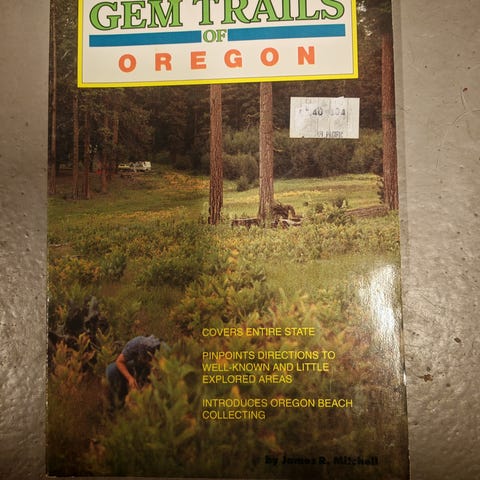 GEM TRAILS
OF
OREGON
COVERS ENTIRE STATE
PINPOINTS DIRECTIONS TO
WELL-KNOWN AND LITTLE
EXPLORED AREAS
INTRODUCES OREGON BEACH
COLLECTING
by James R. Mitchell